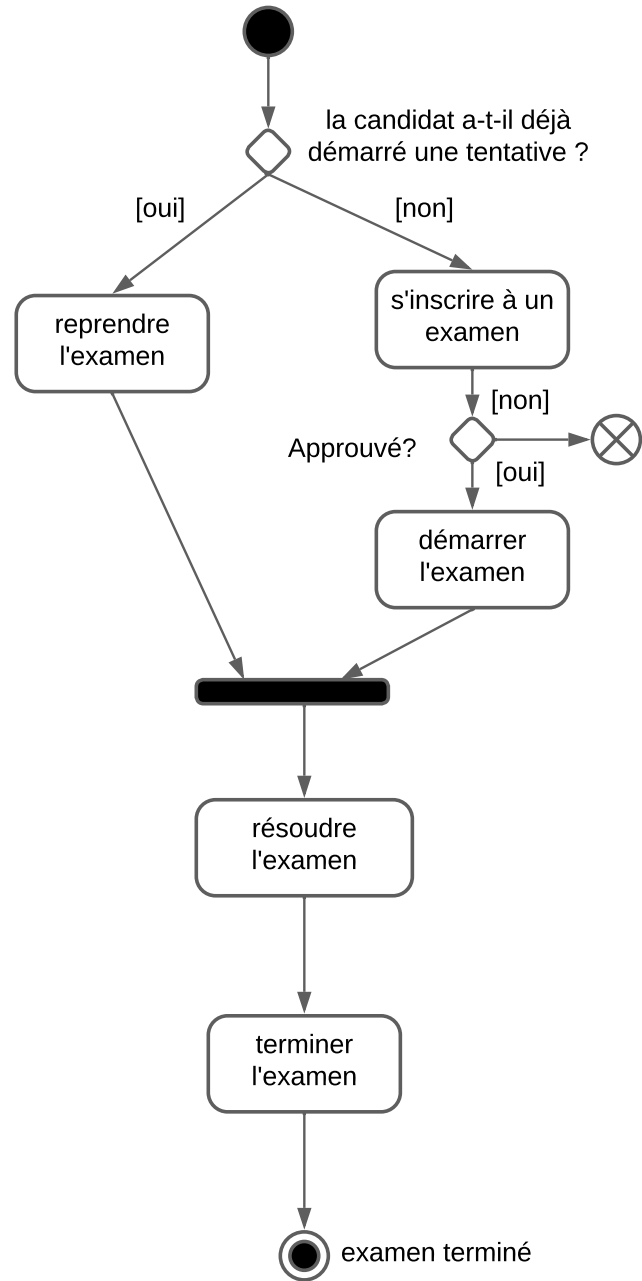 la candidat a-t-il déjà
démarré une tentative ?
[oui]
[non]
reprendre
l'examen
s'inscrire à un
examen
[non]
Approuvé?
[oui]
démarrer
l'examen
résoudre
l'examen
terminer
l'examen
examen terminé